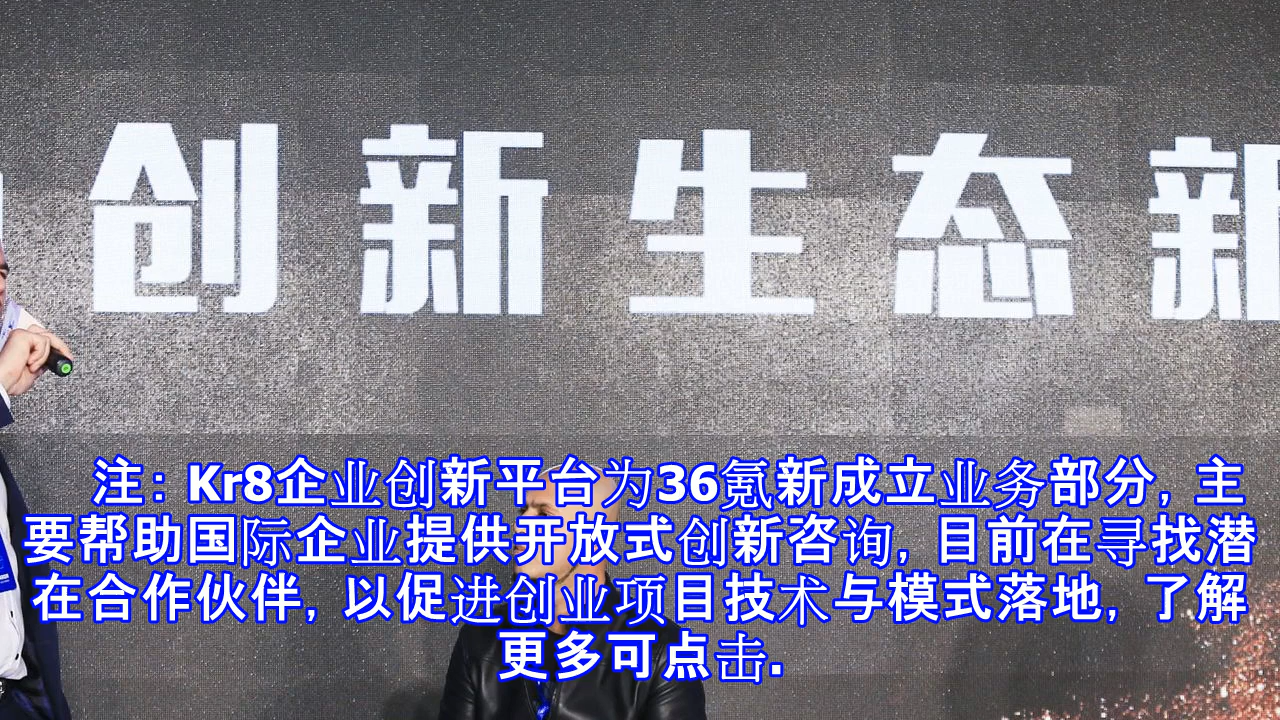 创新生态新
注: Kr8企业创新平台为36氪新成立业务部分, 主
要帮助国际企业提供开放式创新咨询, 目前在寻找潜
在合作伙伴, 以促进创业项目技术与模式落地, 了解
更多可点击.